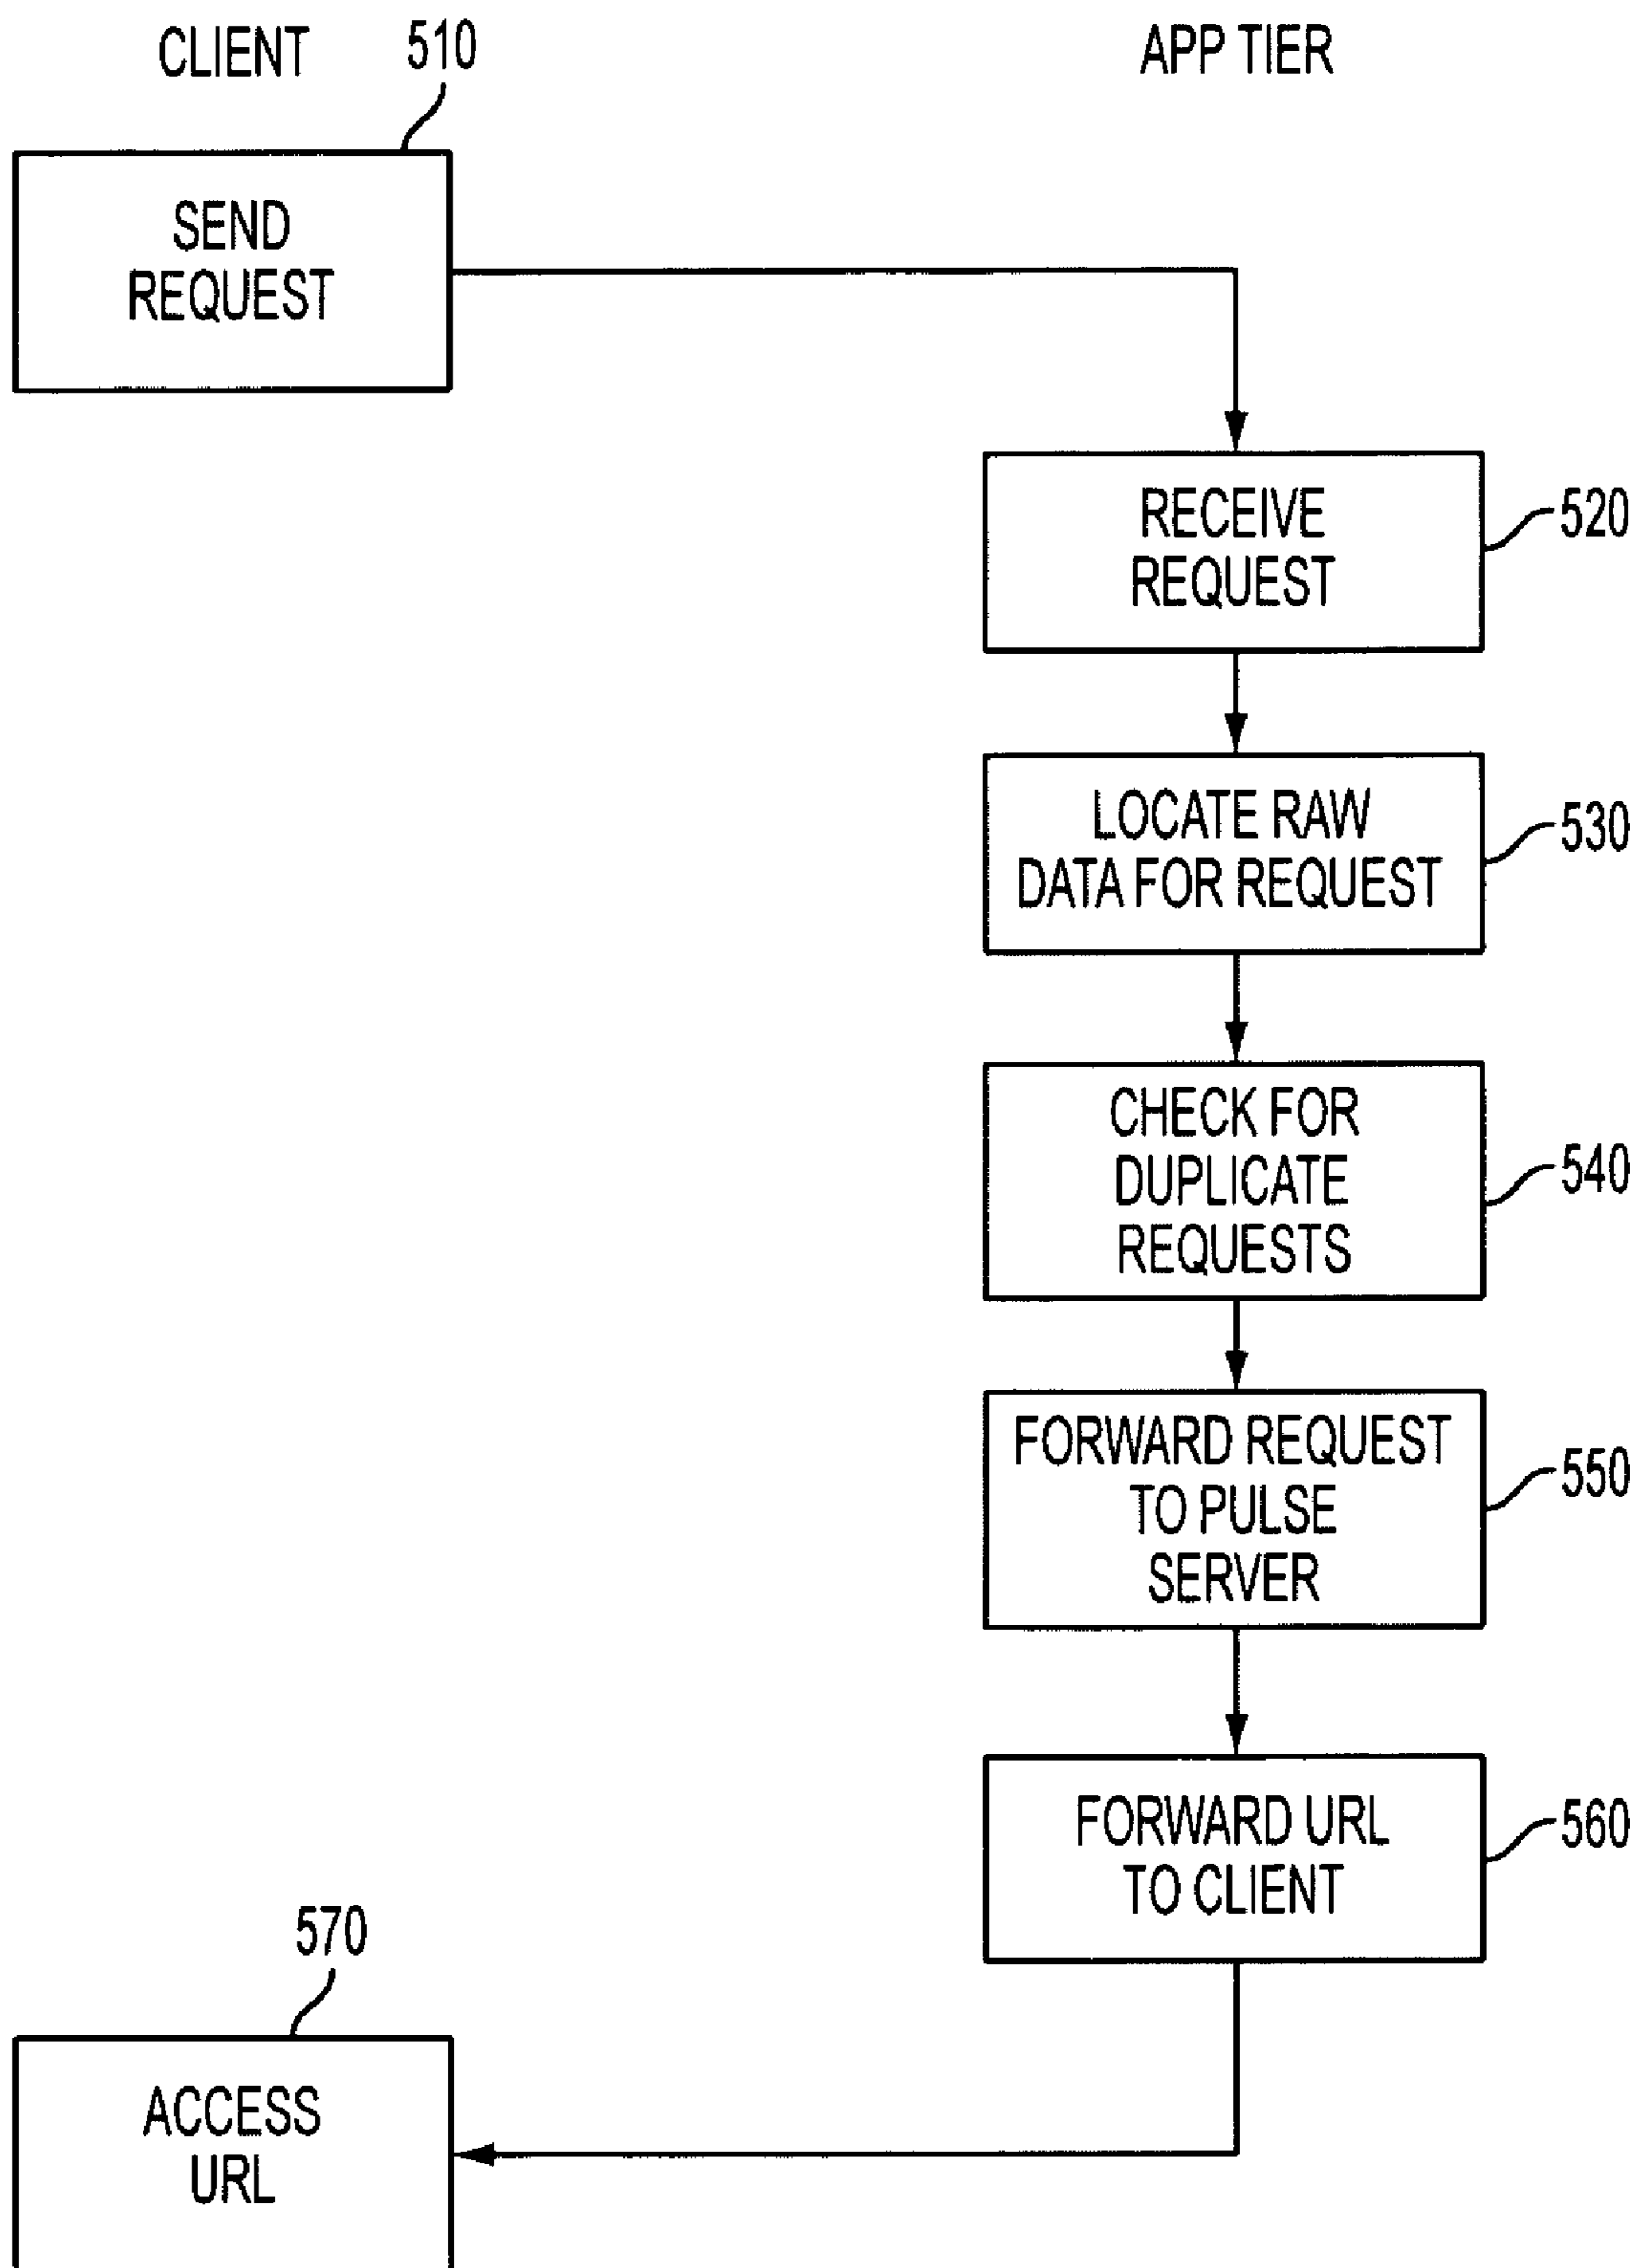 CLIENT
510
APP TIER
SEND
REQUEST
RECEIVE
REQUEST
520
LOCATE RAW
DATA FOR REQUEST
530
CHECK FOR
DUPLICATE
REQUESTS
540
FORWARD REQUEST
TO PULSE
SERVER
550
FORWARD URL
TO CLIENT
560
570
ACCESS
URL